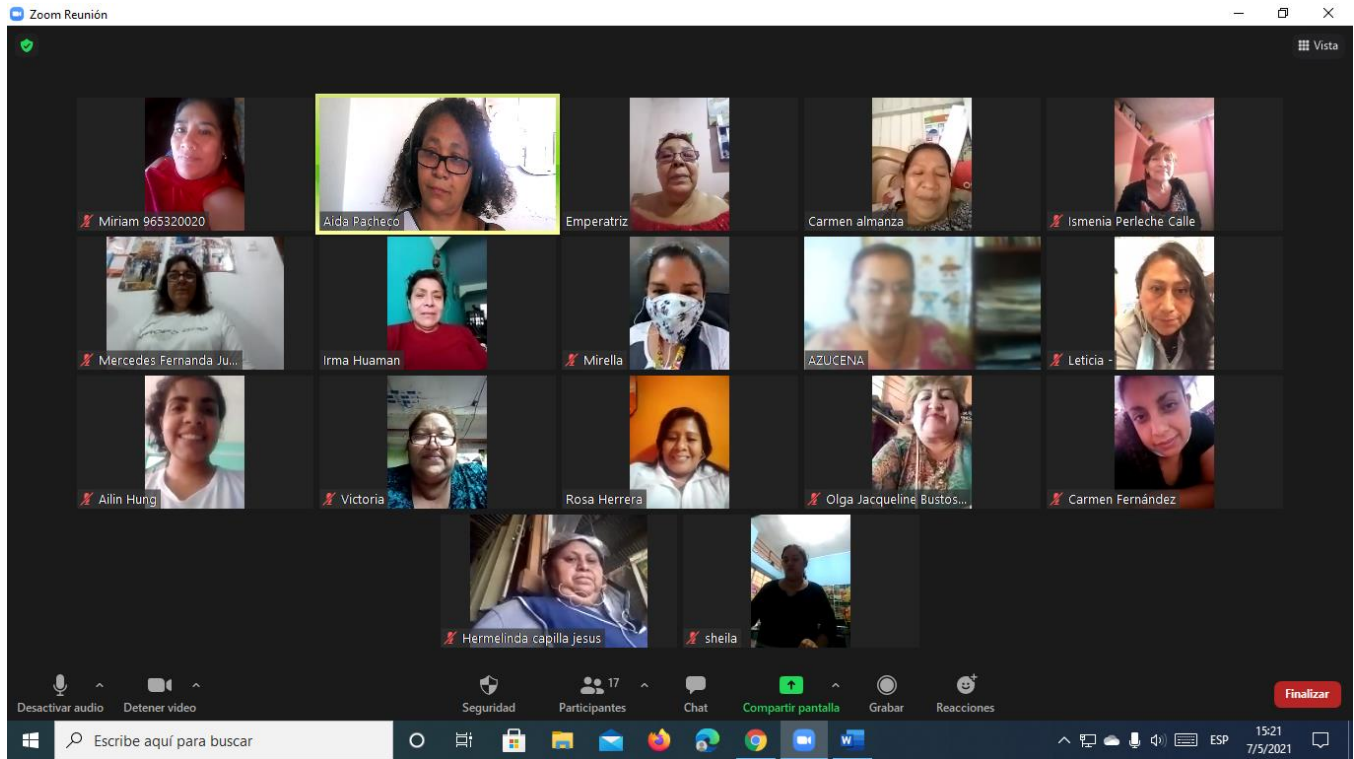 Zoom Reunión
Vista
Miriam 965320020
Aida Pacheco
Emperatriz
Carmen almanza
Ismenia Perleche Calle
Mercedes Fernanda Ju...
Irma Huaman
Mirella
AZUCENA
Leticia -
Ailin Hung
Victoria
Rosa Herrera
Olga Jacqueline Bustos...
Carmen Fernández
Hermelinda capilla jesus
sheila
Desactivar audio
Detener video
Seguridad
17
Participantes
Chat
Compartir pantalla
Grabar
Reacciones
Finalizar
Escribe aquí para buscar
ESP
15:21
7/5/2021